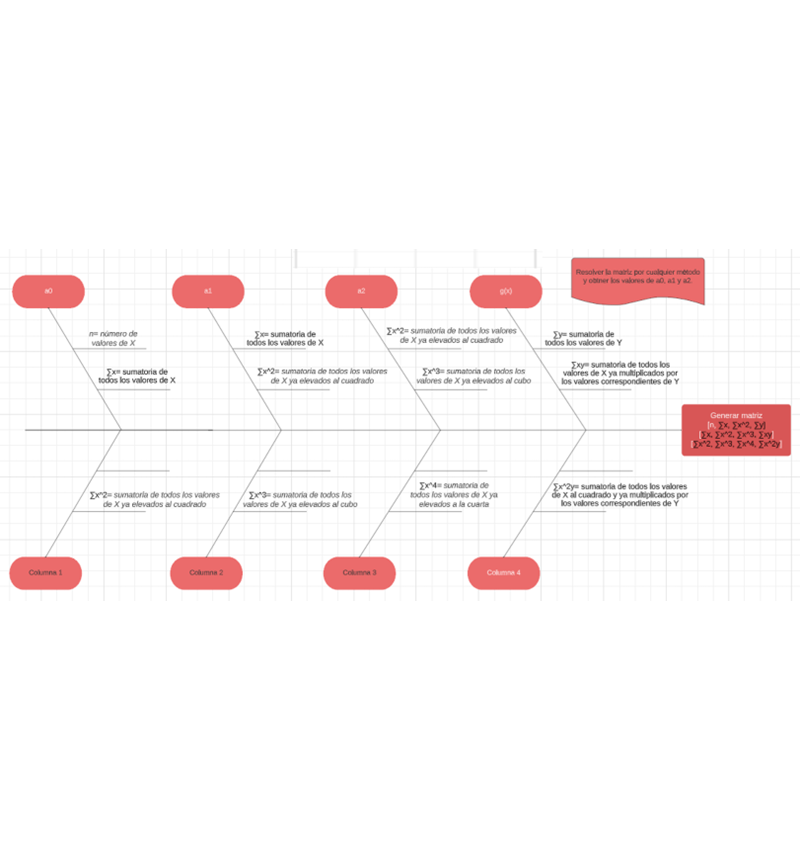 Resolver la matriz por cualquier método
y obtner los valores de a0, a1 y a2.
a0
a1
a2
g(x)
n= número de
valores de X
∑x= sumatoria de
todos los valores de X
∑x= sumatoria de
todos los valores de X
∑x^2= sumatoria de todos los valores
de X ya elevados al cuadrado
∑x^2= sumatoria de todos los valores
de X ya elevados al cuadrado
∑x^3= sumatoria de todos los
valores de X ya elevados al cubo
∑y= sumatoria de
todos los valores de Y
∑xy= sumatoria de todos los
valores de X ya multiplicados por
los valores correspondientes de Y
Generar matriz
[n, ∑x, ∑x^2, ∑y]
[∑x, ∑x^2, ∑x^3, ∑xy]
[∑x^2, ∑x^3, ∑x^4, ∑x^2y]
∑x^2= sumatoria de todos los valores
de X ya elevados al cuadrado
∑x^3= sumatoria de todos los
valores de X ya elevados al cubo
∑x^4= sumatoria de
todos los valores de X ya
elevados a la cuarta
∑x^2y= sumatoria de todos los valores
de X al cuadrado y ya multiplicados por
los valores correspondientes de Y
Columna 1
Columna 2
Columna 3
Columna 4